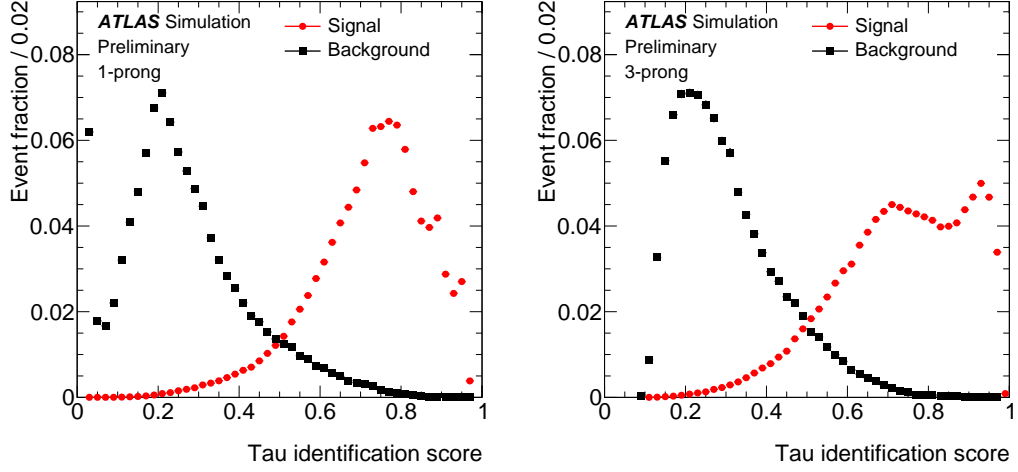 ATLAS Simulation
Preliminary
1-prong
Signal
Background
Event fraction / 0.02
0.08
0.06
0.04
0.02
0
0
0.2
0.4
0.6
0.8
1
Tau identification score
ATLAS Simulation
Preliminary
3-prong
Signal
Background
Event fraction / 0.02
0.08
0.06
0.04
0.02
0
0.2
0.4
0.6
0.8
1
Tau identification score